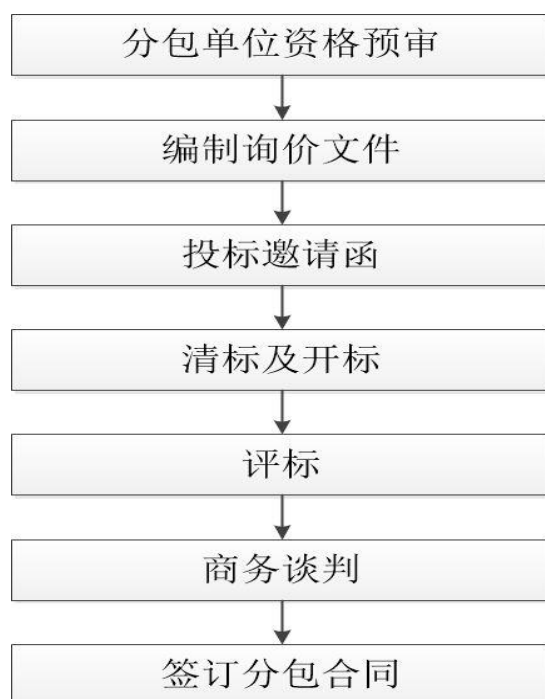 分包单位资格预审
编制询价文件
投标邀请函
清标及开标
评标
商务谈判
签订分包合同